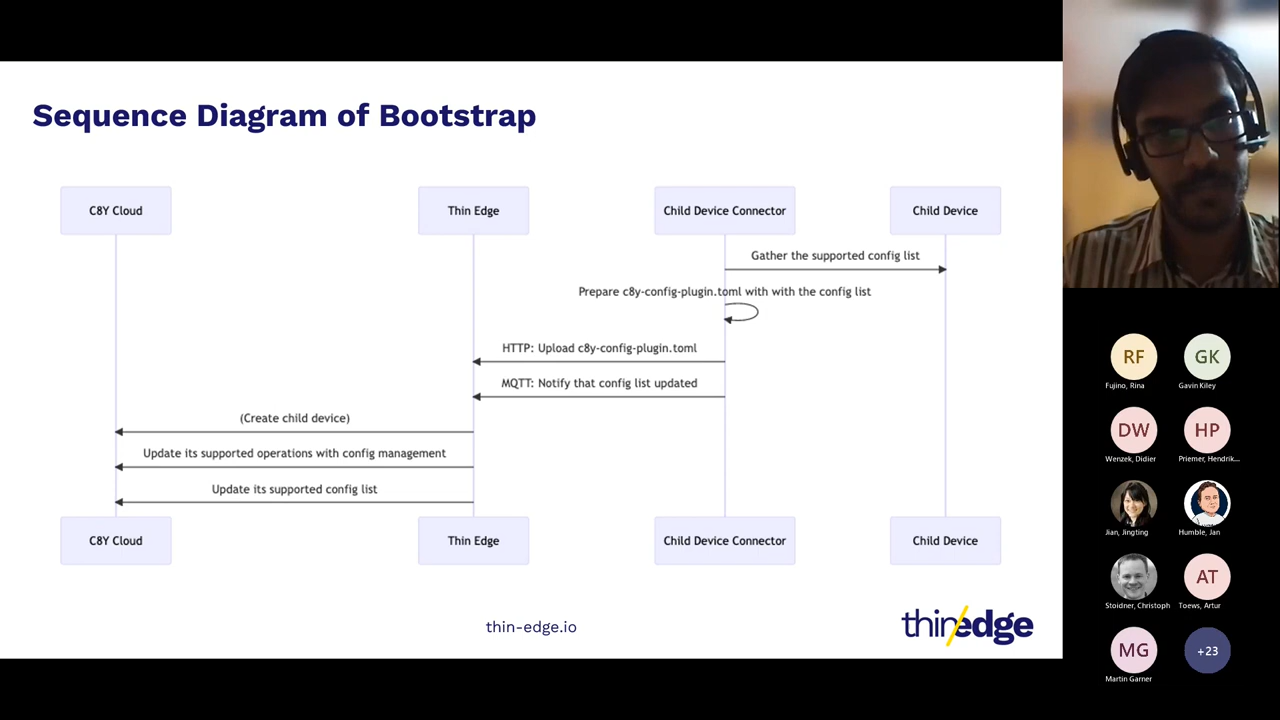 Sequence Diagram of Bootstrap
C8Y Cloud
Thin Edge
Child Device Connector
Child Device
Gather the supported config list
Prepare c8y-config-plugin.toml with with the config list
HTTP: Upload c8y-config-plugin.toml
MQTT: Notify that config list updated
(Create child device)
Update its supported operations with config management
Update its supported config list
C8Y Cloud
Thin Edge
Child Device Connector
Child Device
thin-edge.io
thin/edge
RF
GK
Fujino, Rina
Gavin Kiley
DW
HP
Wenzek, Didier
Priemer, Hendrik...
Jian, Jingting
Humble, Jan
AT
Stoidner, Christoph
Toews, Artur
MG
+23
Martin Garner